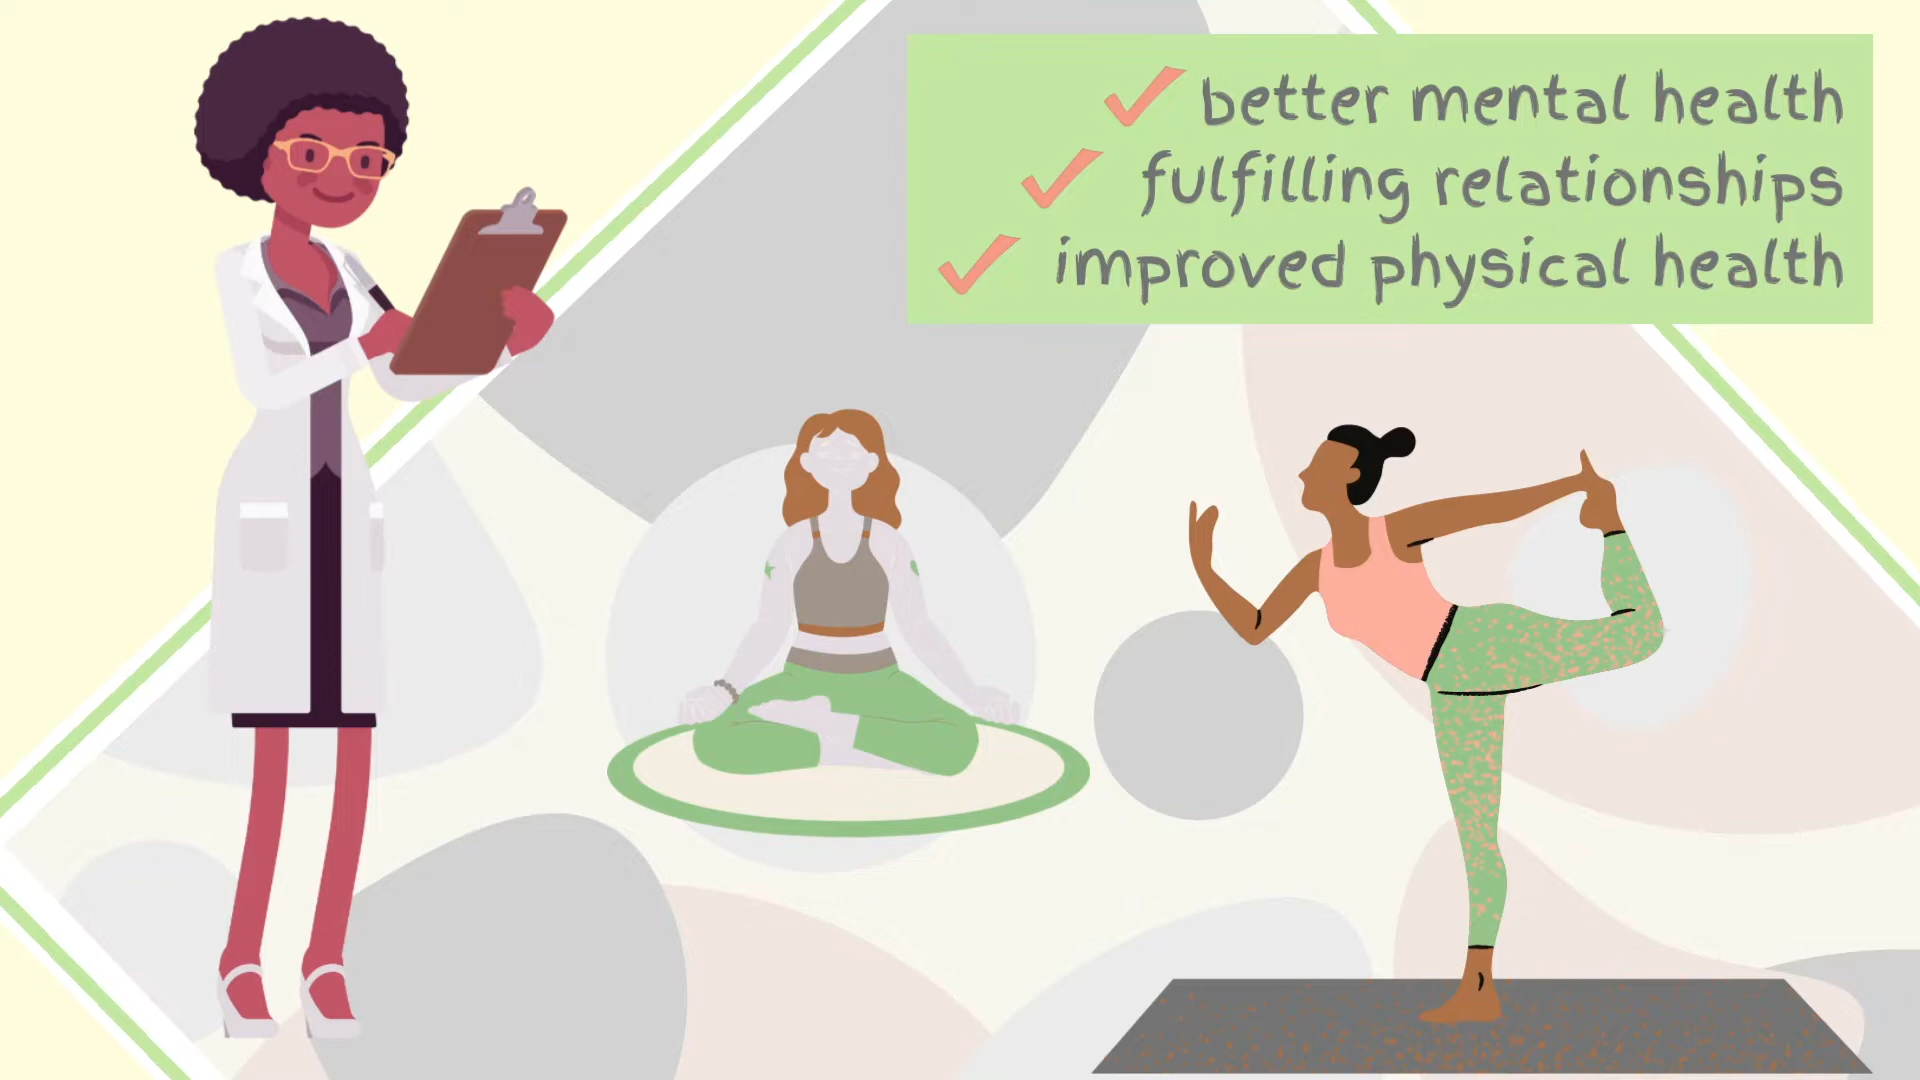 better mental health
fulfilling relationships
improved physical health